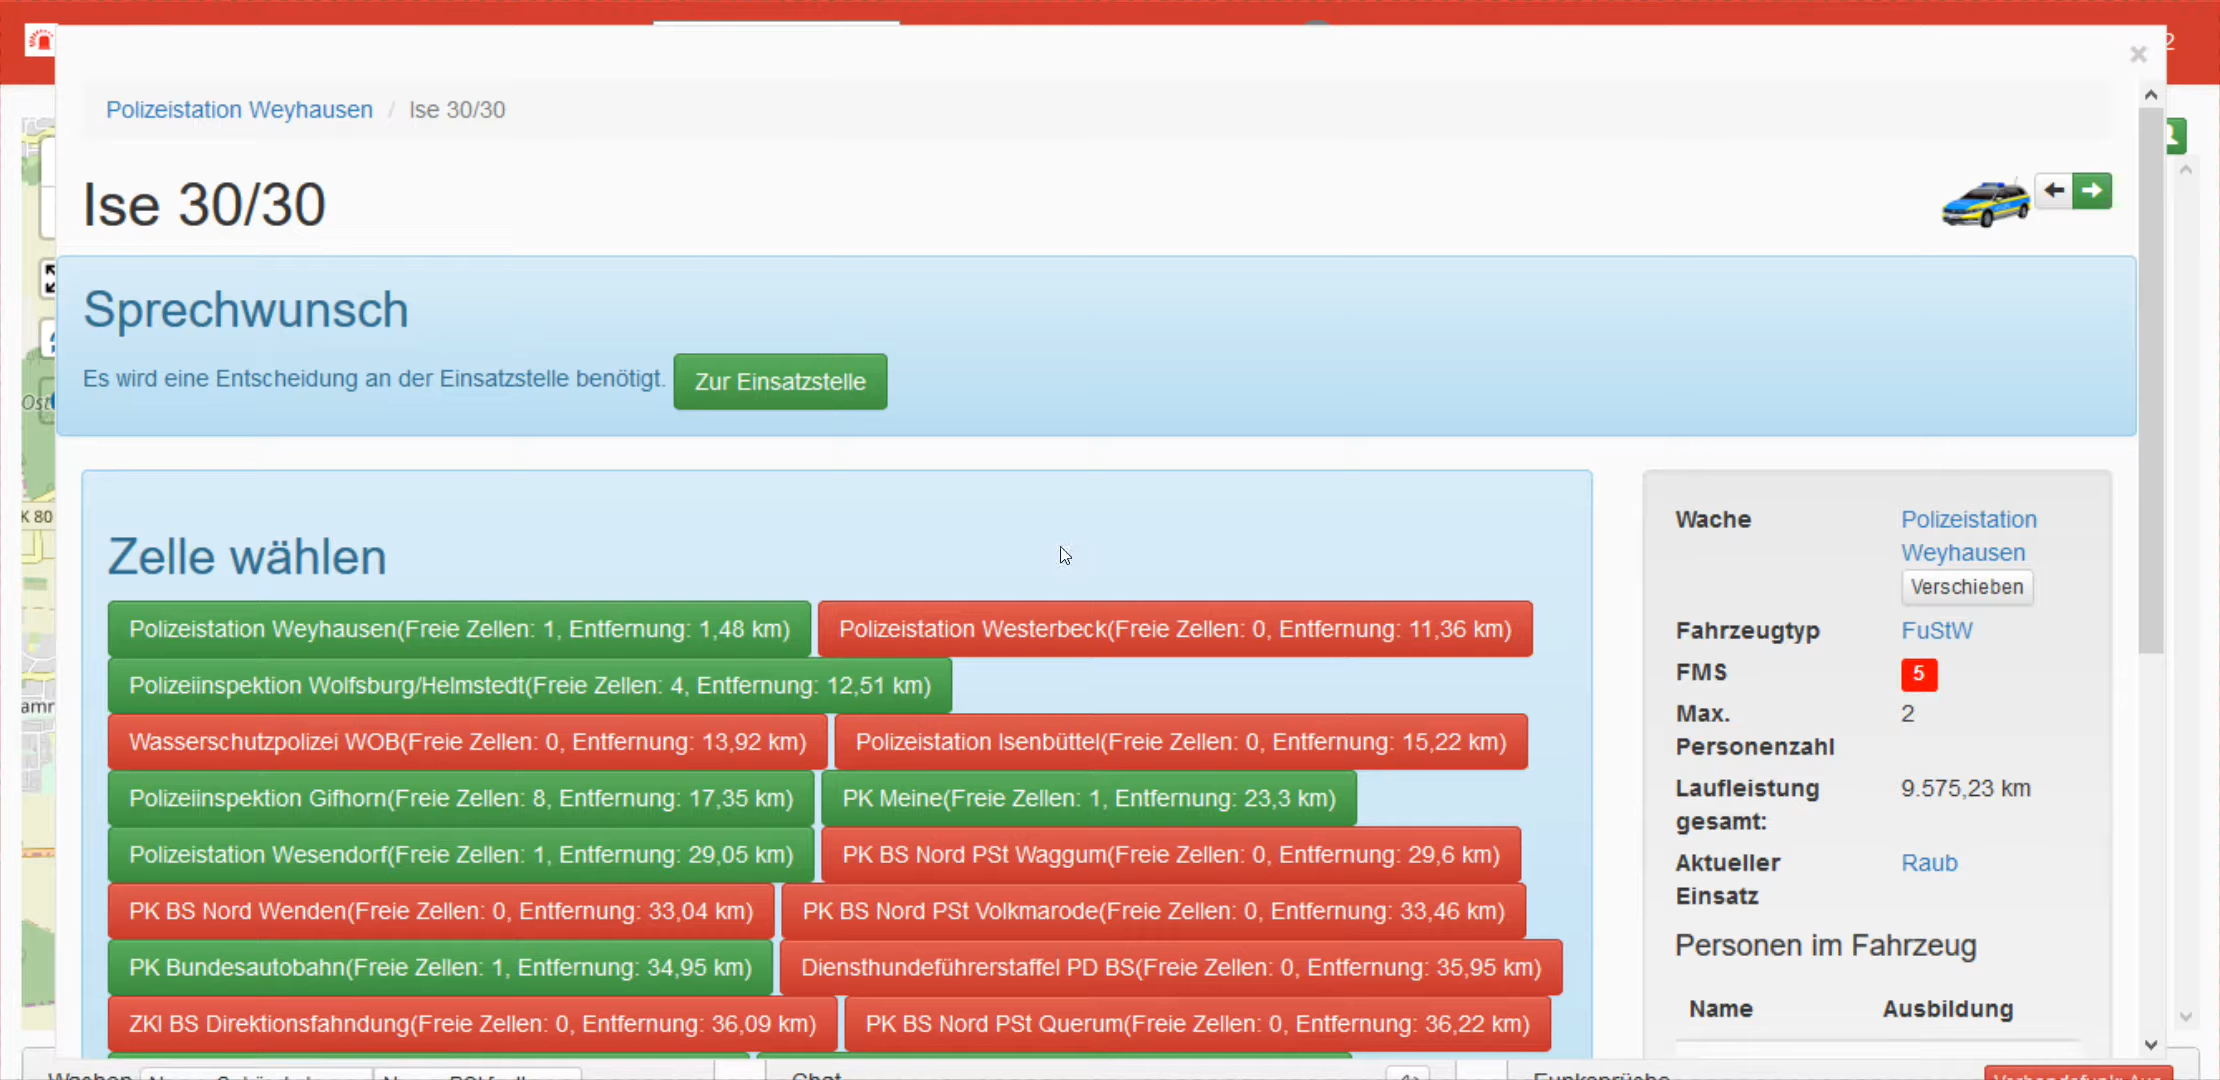 Polizeistation Weyhausen / Ise 30/30
Ise 30/30
Sprechwunsch
Es wird eine Entscheidung an der Einsatzstelle benötigt. Zur Einsatzstelle
Zelle wählen
Polizeistation Weyhausen(Freie Zellen: 1, Entfernung: 1,48 km) Polizeistation Westerbeck(Freie Zellen: 0, Entfernung: 11,36 km)
Polizeiinspektion Wolfsburg/Helmstedt(Freie Zellen: 4, Entfernung: 12,51 km)
Wasserschutzpolizei WOB(Freie Zellen: 0, Entfernung: 13,92 km) Polizeistation Isenbüttel(Freie Zellen: 0, Entfernung: 15,22 km)
Polizeiinspektion Gifhorn(Freie Zellen: 8, Entfernung: 17,35 km) PK Meine(Freie Zellen: 1, Entfernung: 23,3 km)
Polizeistation Wesendorf(Freie Zellen: 1, Entfernung: 29,05 km) PK BS Nord PSt Waggum(Freie Zellen: 0, Entfernung: 29,6 km)
PK BS Nord Wenden(Freie Zellen: 0, Entfernung: 33,04 km) PK BS Nord PSt Volkmarode(Freie Zellen: 0, Entfernung: 33,46 km)
PK Bundesautobahn(Freie Zellen: 1, Entfernung: 34,95 km) Diensthundeführerstaffel PD BS(Freie Zellen: 0, Entfernung: 35,95 km)
ZKI BS Direktionsfahndung(Freie Zellen: 0, Entfernung: 36,09 km) PK BS Nord PSt Querum(Freie Zellen: 0, Entfernung: 36,22 km)
Wache Polizeistation
Weyhausen
Verschieben
Fahrzeugtyp FuStW
FMS 5
Max. 2
Personenzahl
Laufleistung 9.575,23 km
gesamt:
Aktueller Raub
Einsatz
Personen im Fahrzeug
Name Ausbildung
K 80
Ost
2